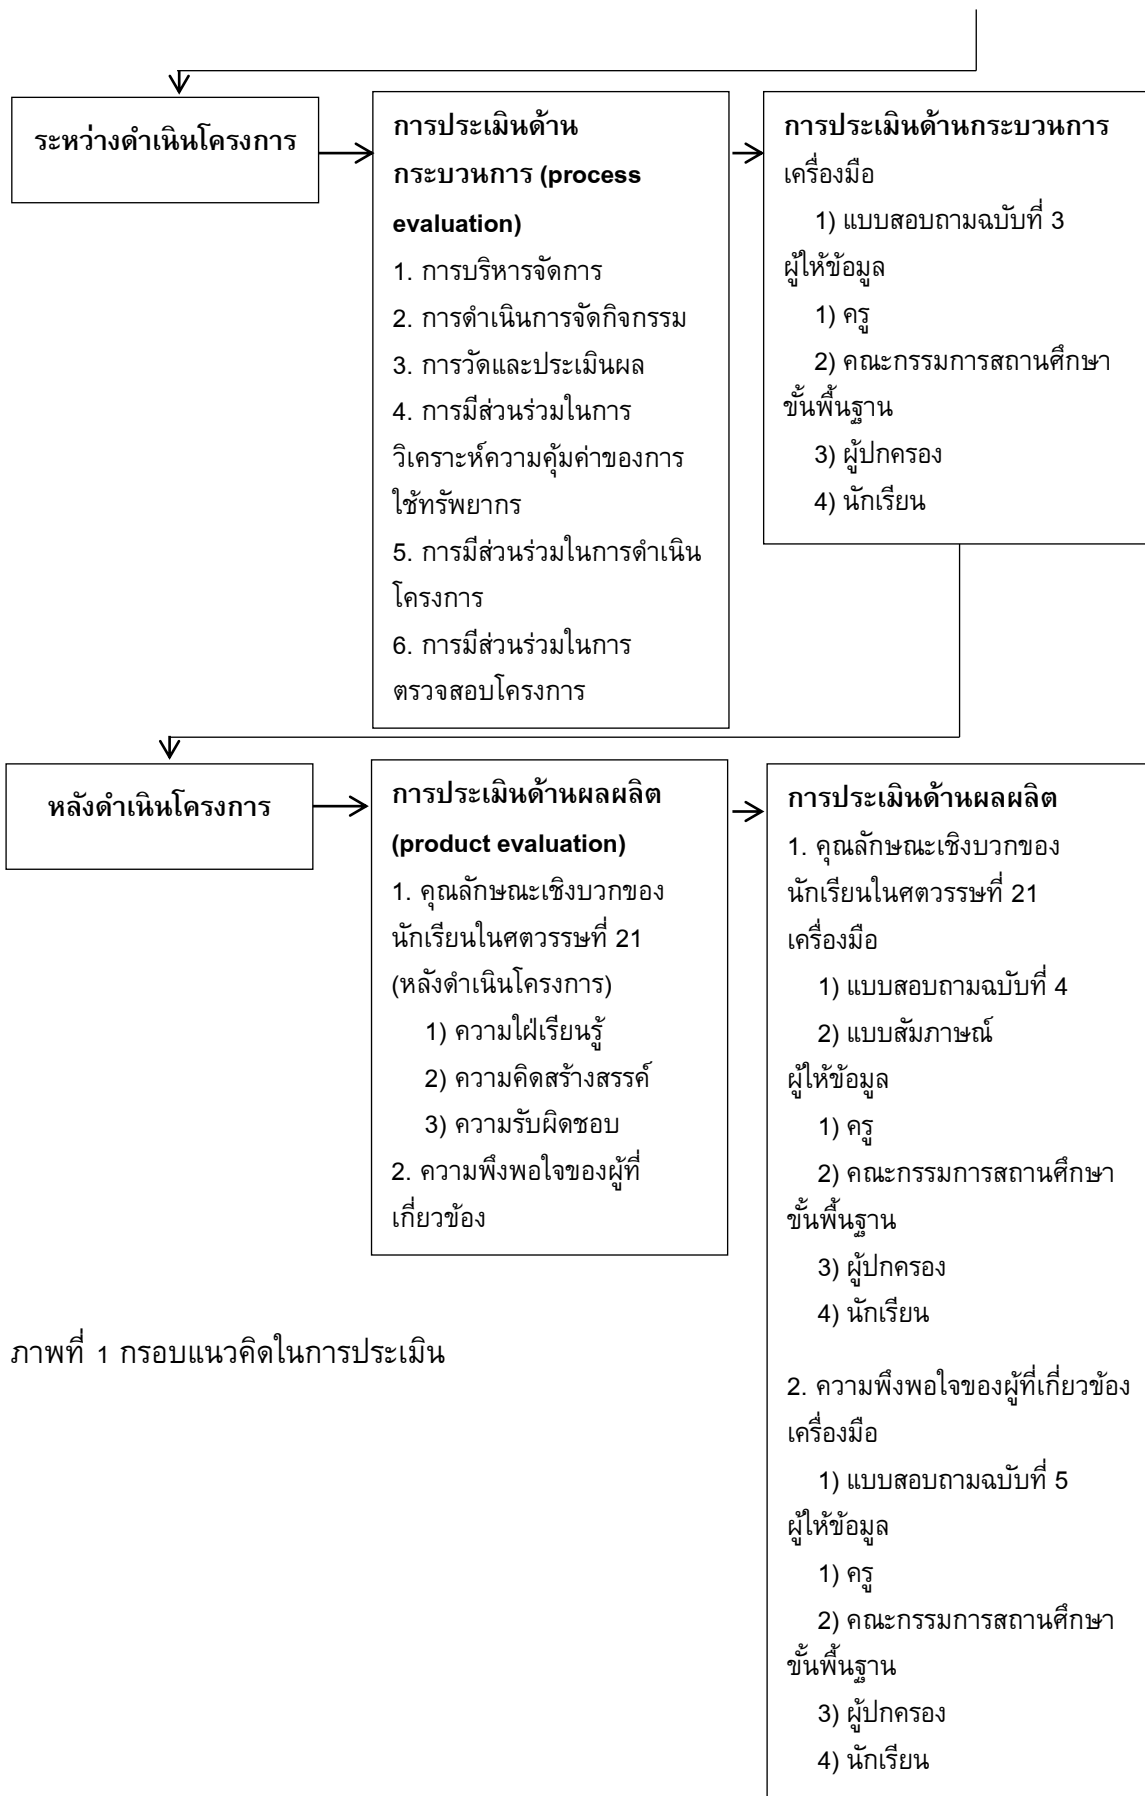 ระหว่างดำเนินโครงการ
การประเมินด้าน
กระบวนการ (process
evaluation)
1. การบริหารจัดการ
2. การดำเนินการจัดกิจกรรม
3. การวัดและประเมินผล
4. การมีส่วนร่วมในการ
วิเคราะห์ความคุ้มค่าของการ
ใช้ทรัพยากร
5. การมีส่วนร่วมในการดำเนิน
โครงการ
6. การมีส่วนร่วมในการ
ตรวจสอบโครงการ
การประเมินด้านกระบวนการ
เครื่องมือ
1) แบบสอบถามฉบับที่ 3
ผู้ให้ข้อมูล
1) ครู
2) คณะกรรมการสถานศึกษา
ขั้นพื้นฐาน
3) ผู้ปกครอง
4) นักเรียน
หลังดำเนินโครงการ
การประเมินด้านผลผลิต
(product evaluation)
1. คุณลักษณะเชิงบวกของ
นักเรียนในศตวรรษที่ 21
(หลังดำเนินโครงการ)
1) ความใฝ่เรียนรู้
2) ความคิดสร้างสรรค์
3) ความรับผิดชอบ
2. ความพึงพอใจของผู้ที่
เกี่ยวข้อง
การประเมินด้านผลผลิต
1. คุณลักษณะเชิงบวกของ
นักเรียนในศตวรรษที่ 21
เครื่องมือ
1) แบบสอบถามฉบับที่ 4
2) แบบสัมภาษณ์
ผู้ให้ข้อมูล
1) ครู
2) คณะกรรมการสถานศึกษา
ขั้นพื้นฐาน
3) ผู้ปกครอง
4) นักเรียน
2. ความพึงพอใจของผู้ที่เกี่ยวข้อง
เครื่องมือ
1) แบบสอบถามฉบับที่ 5
ผู้ให้ข้อมูล
1) ครู
2) คณะกรรมการสถานศึกษา
ขั้นพื้นฐาน
3) ผู้ปกครอง
4) นักเรียน
ภาพที่ 1 กรอบแนวคิดในการประเมิน